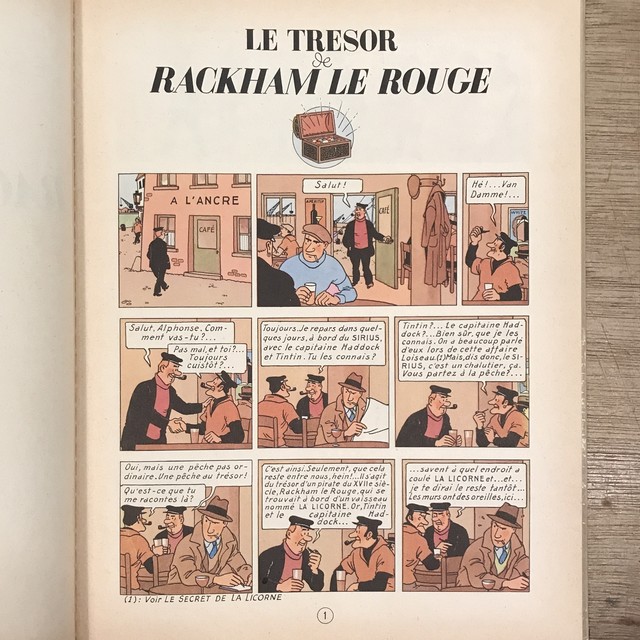 LE TRESOR
de
RACKHAM LE ROUGE
A L'ANCRE
CAFÉ
Salut!
CAFÉ
Hé!...Van
Damme!...
Salut, Alphonse. Com-
ment vas-tu?...
Pas mal, et toi?...
Toujours
cuistôt?...
Toujours. Je repars dans quel-
ques jours, à bord du SIRIUS,
avec le capitaine Haddock
et Tintin. Tu les connais?
Tintin?... Le capitaine Had-
dock?...Bien sûr, que je les
connais. On a beaucoup parlé
d'eux lors de cette affaire
Loiseau.(1) Mais, dis donc, le SI-
RIUS, c'est un chalutier, ça.
Vous partez à la pêche?...
Oui, mais une pêche pas or-
dinaire. Une pêche au trésor!
Qu'est-ce que tu
me racontes là?
C'est ainsi. Seulement, que cela
reste entre nous, hein!...Il s'agit
du trésor d'un pirate du XVIIe siè-
cle, Rackham le Rouge, qui se
trouvait à bord d'un vaisseau
nommé LA LICORNE. Or, Tintin
et le capitaine Had-
dock...
...savent à quel endroit a
coulé LA LICORNE et...et...
je te dirai le reste tantôt...
Les murs ont des oreilles, ici...
(1): Voir LE SECRET DE LA LICORNE
1